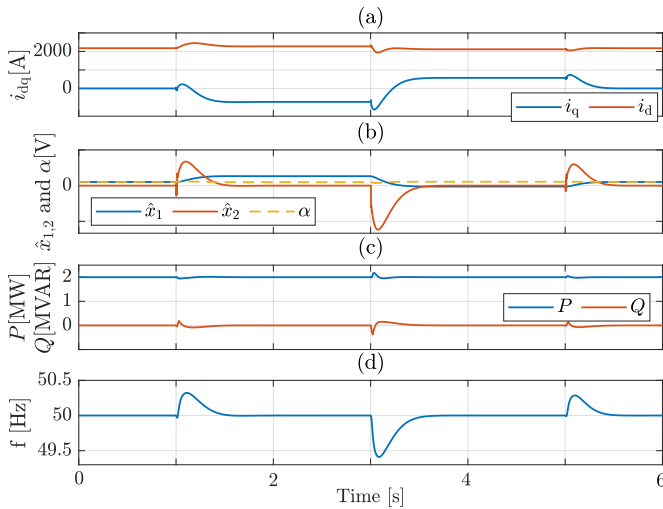 (a)
2000
0
i_dq[A]
i_q i_d
(b)
0
x̂_1,2 and α[V]
x̂_1 x̂_2 α
(c)
2
1
0
P[MW]
Q[MVAR]
P Q
(d)
50.5
50
49.5
f [Hz]
0 2 4 6
Time [s]